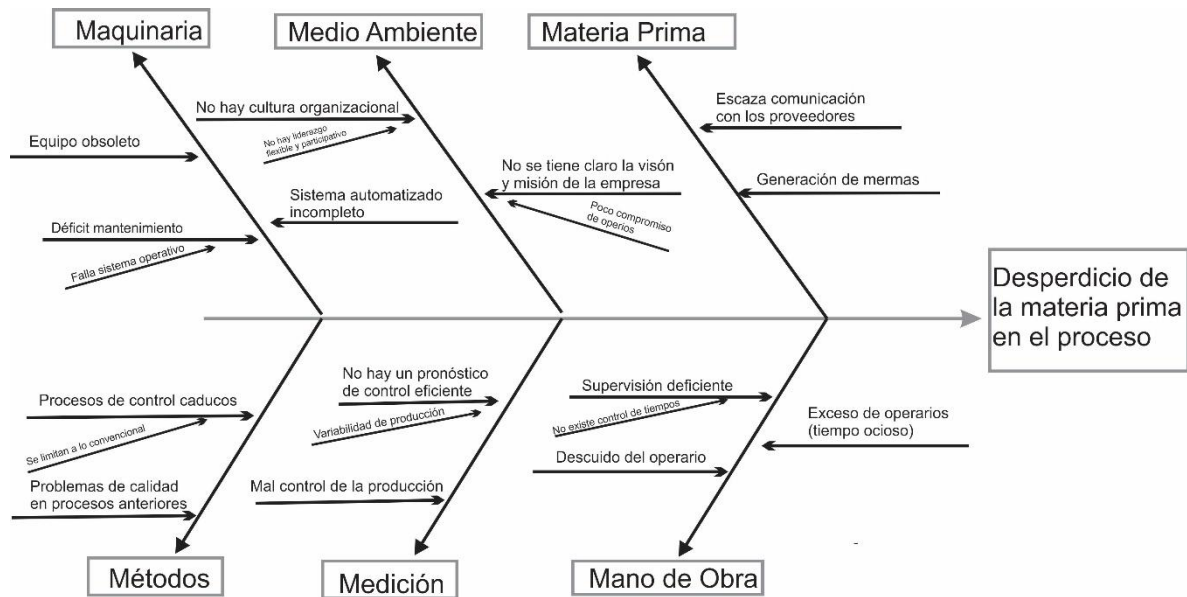 Maquinaria
Medio Ambiente
Materia Prima
No hay cultura organizacional
No hay liderazgo
flexible y participativo
Equipo obsoleto
Sistema automatizado
incompleto
Déficit mantenimiento
Falla sistema operativo
Escaza comunicación
con los proveedores
No se tiene claro la visón
y misión de la empresa
Poco compromiso
de operios
Generación de mermas
Desperdicio de
la materia prima
en el proceso
Procesos de control caducos
Se limitan a lo convencional
Problemas de calidad
en procesos anteriores
No hay un pronóstico
de control eficiente
Variabilidad de producción
Mal control de la producción
Supervisión deficiente
No existe control de tiempos
Descuido del operario
Exceso de operarios
(tiempo ocioso)
Métodos
Medición
Mano de Obra